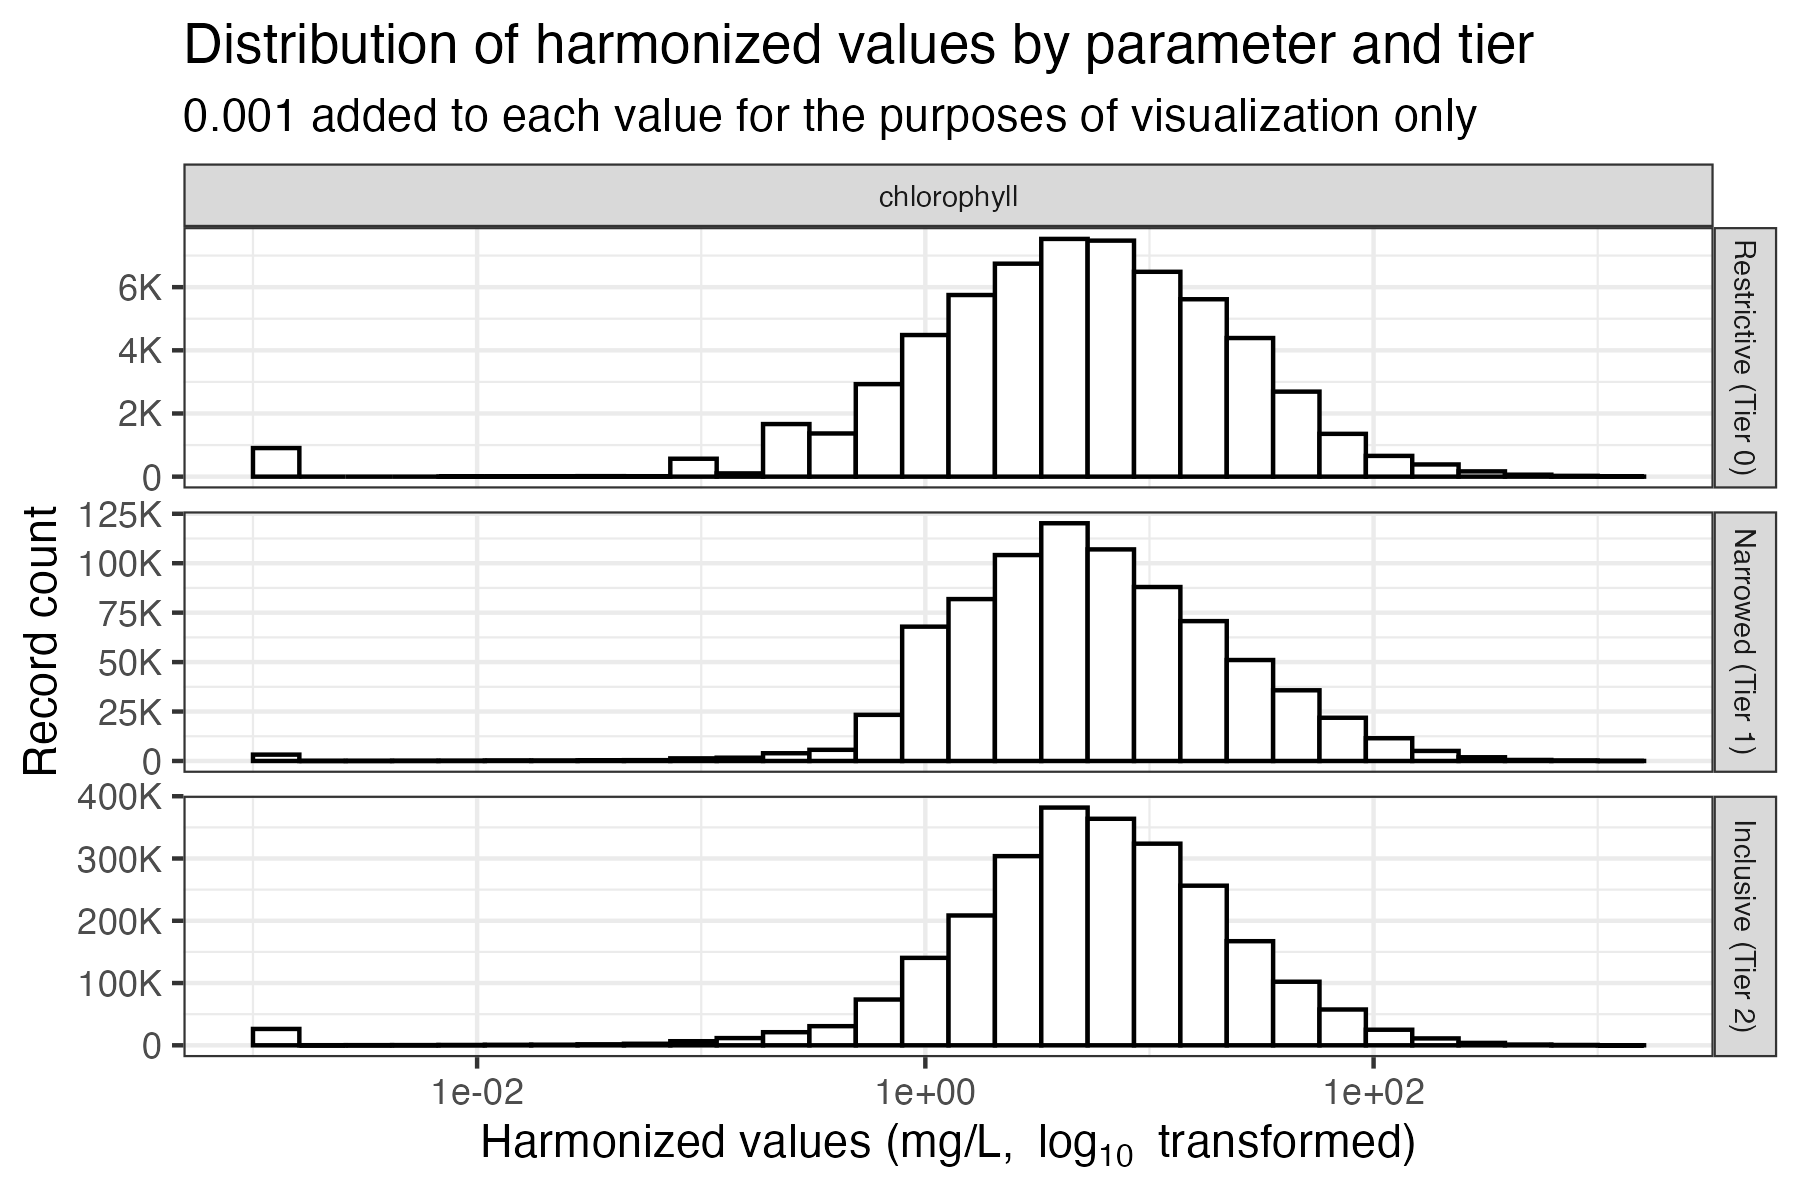 Distribution of harmonized values by parameter and tier
0.001 added to each value for the purposes of visualization only
chlorophyll
6K
4K
2K
0
Restrictive (Tier 0)
125K
100K
75K
50K
25K
0
Narrowed (Tier 1)
400K
300K
200K
100K
0
Inclusive (Tier 2)
Record count
1e-02 1e+00 1e+02
Harmonized values (mg/L, log10 transformed)